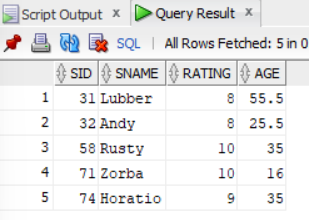 Script Output x Query Result x
SQL | All Rows Fetched: 5 in 0
SID SNAME RATING AGE
1 31 Lubber 8 55.5
2 32 Andy 8 25.5
3 58 Rusty 10 35
4 71 Zorba 10 16
5 74 Horatio 9 35